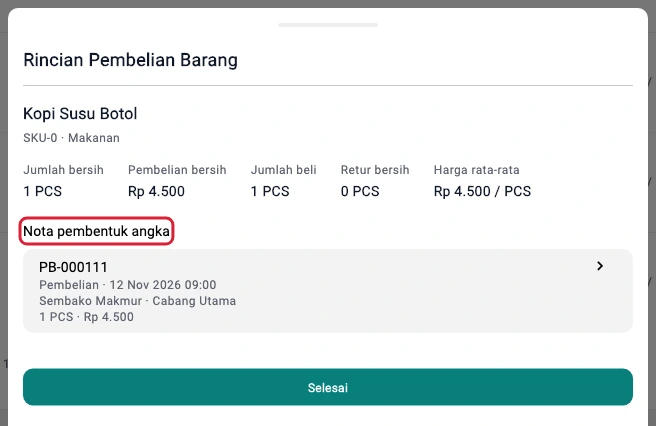 Rincian Pembelian Barang
Kopi Susu Botol
SKU-0 · Makanan
Jumlah bersih Pembelian bersih Jumlah beli Retur bersih Harga rata-rata
1 PCS Rp 4.500 1 PCS 0 PCS Rp 4.500 / PCS
Nota pembentuk angka
PB-000111
Pembelian · 12 Nov 2026 09:00
Sembako Makmur · Cabang Utama
1 PCS · Rp 4.500
Selesai